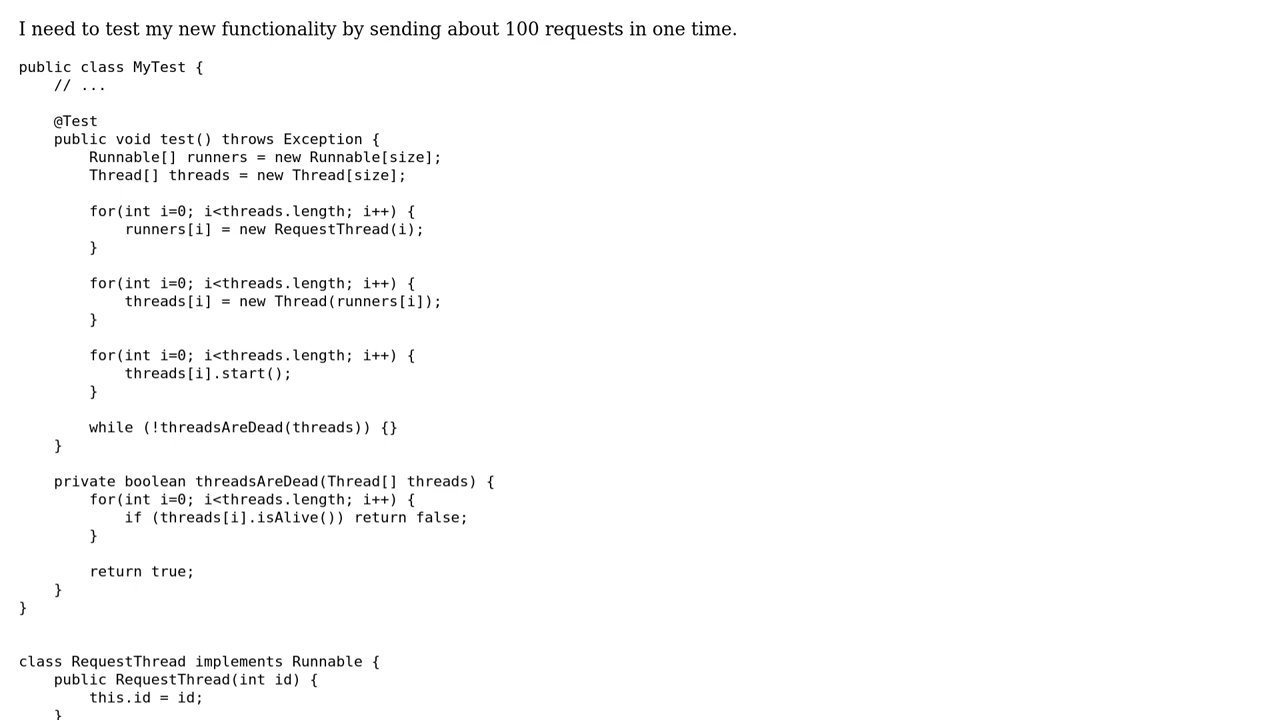 I need to test my new functionality by sending about 100 requests in one time.
public class MyTest {
    // ...

    @Test
    public void test() throws Exception {
        Runnable[] runners = new Runnable[size];
        Thread[] threads = new Thread[size];

        for(int i=0; i<threads.length; i++) {
            runners[i] = new RequestThread(i);
        }

        for(int i=0; i<threads.length; i++) {
            threads[i] = new Thread(runners[i]);
        }

        for(int i=0; i<threads.length; i++) {
            threads[i].start();
        }

        while (!threadsAreDead(threads)) {}
    }

    private boolean threadsAreDead(Thread[] threads) {
        for(int i=0; i<threads.length; i++) {
            if (threads[i].isAlive()) return false;
        }

        return true;
    }
}


class RequestThread implements Runnable {
    public RequestThread(int id) {
        this.id = id;
    }